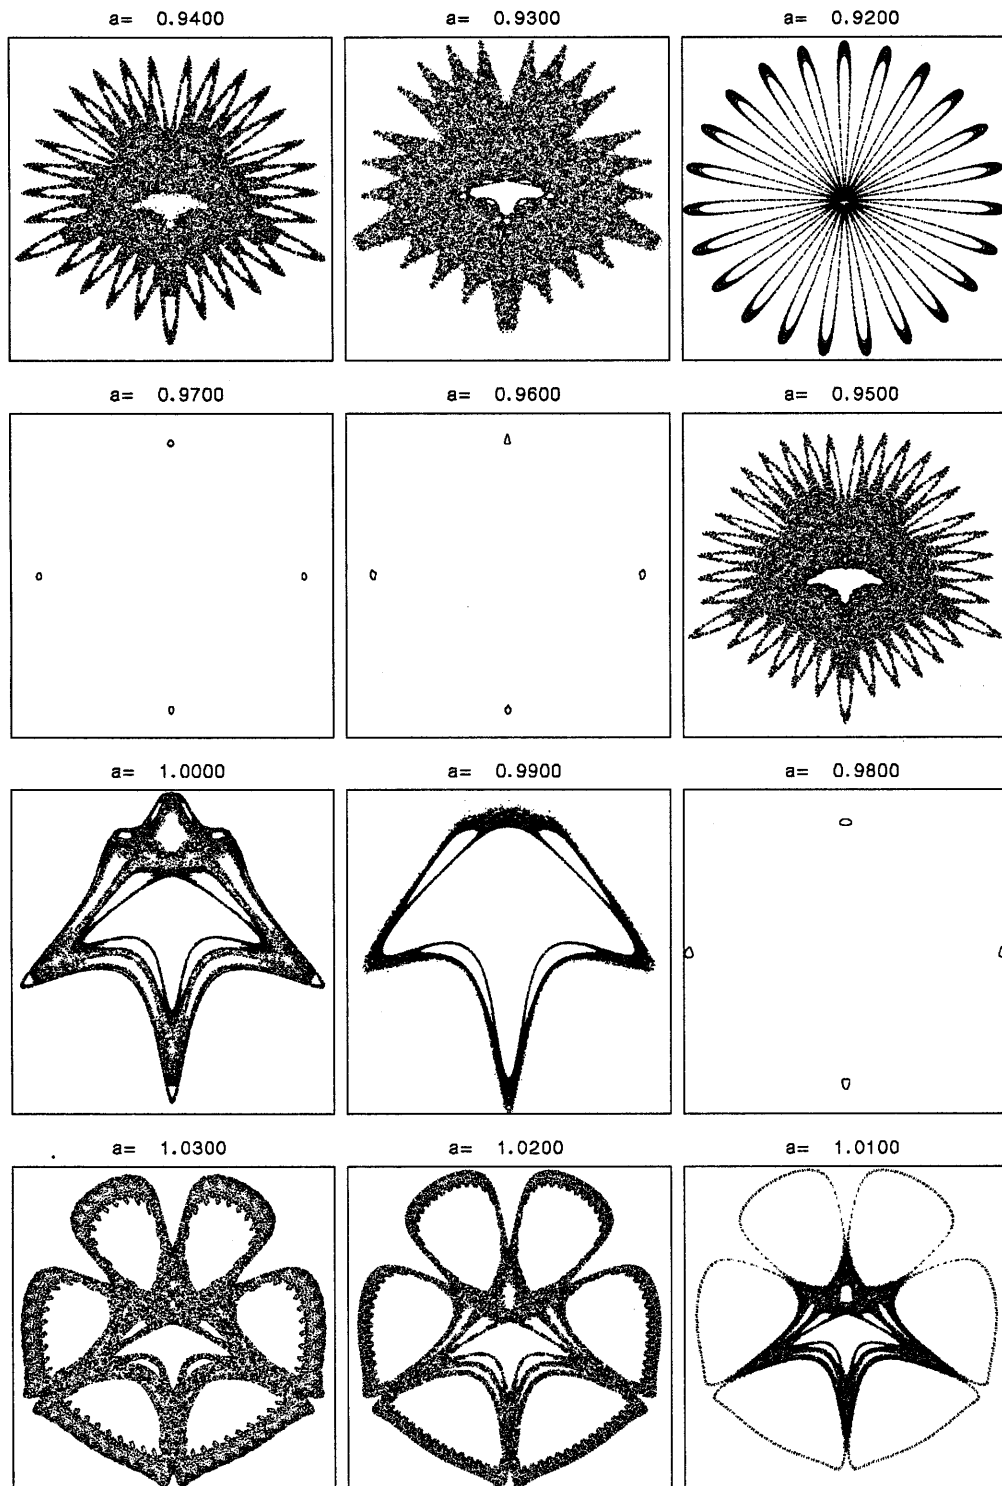 a= 0.9400 a= 0.9300 a= 0.9200
a= 0.9700 a= 0.9600 a= 0.9500
a= 1.0000 a= 0.9900 a= 0.9800
a= 1.0300 a= 1.0200 a= 1.0100